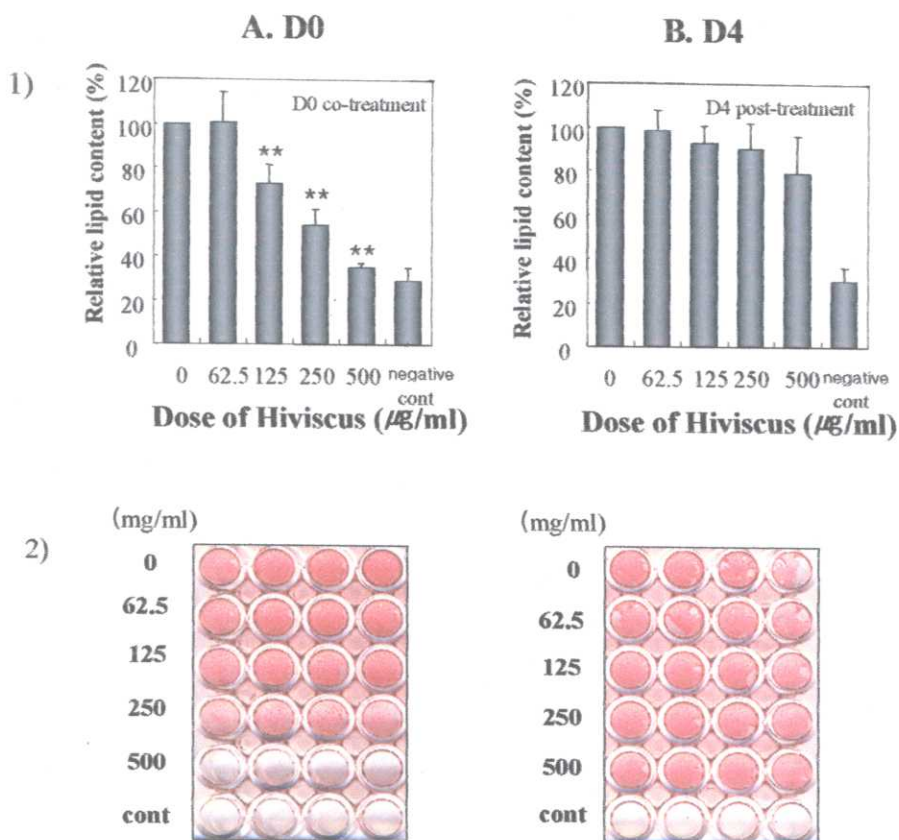 A. D0
B. D4
1)
Relative lipid content (%)
120
100
80
60
40
20
0
D0 co-treatment
**
**
**
0 62.5 125 250 500 negative cont
Dose of Hiviscus (㎍/ml)
Relative lipid content (%)
120
100
80
60
40
20
0
D4 post-treatment
0 62.5 125 250 500 negative cont
Dose of Hiviscus (㎍/ml)
2)
(mg/ml)
0
62.5
125
250
500
cont
(mg/ml)
0
62.5
125
250
500
cont